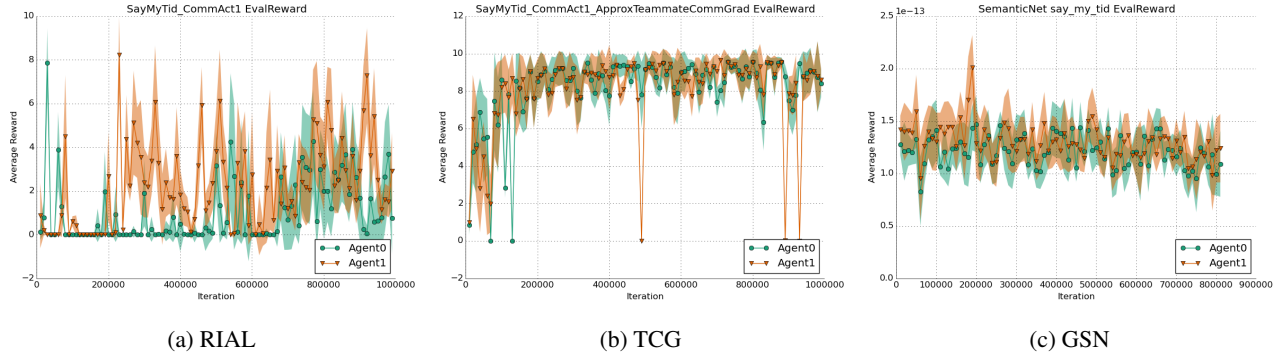 SayMyTid_CommAct1 EvalReward
10
8
6
4
2
0
−2
Average Reward
0
200000
400000
600000
800000
1000000
Iteration
Agent0
Agent1
(a) RIAL
SayMyTid_CommAct1_ApproxTeammateCommGrad EvalReward
12
10
8
6
4
2
0
−2
Average Reward
0
200000
400000
600000
800000
1000000
Iteration
Agent0
Agent1
(b) TCG
SemanticNet say_my_tid EvalReward
1e−13
2.5
2.0
1.5
1.0
0.5
0.0
Average Reward
0
100000
200000
300000
400000
500000
600000
700000
800000
900000
Iteration
Agent0
Agent1
(c) GSN